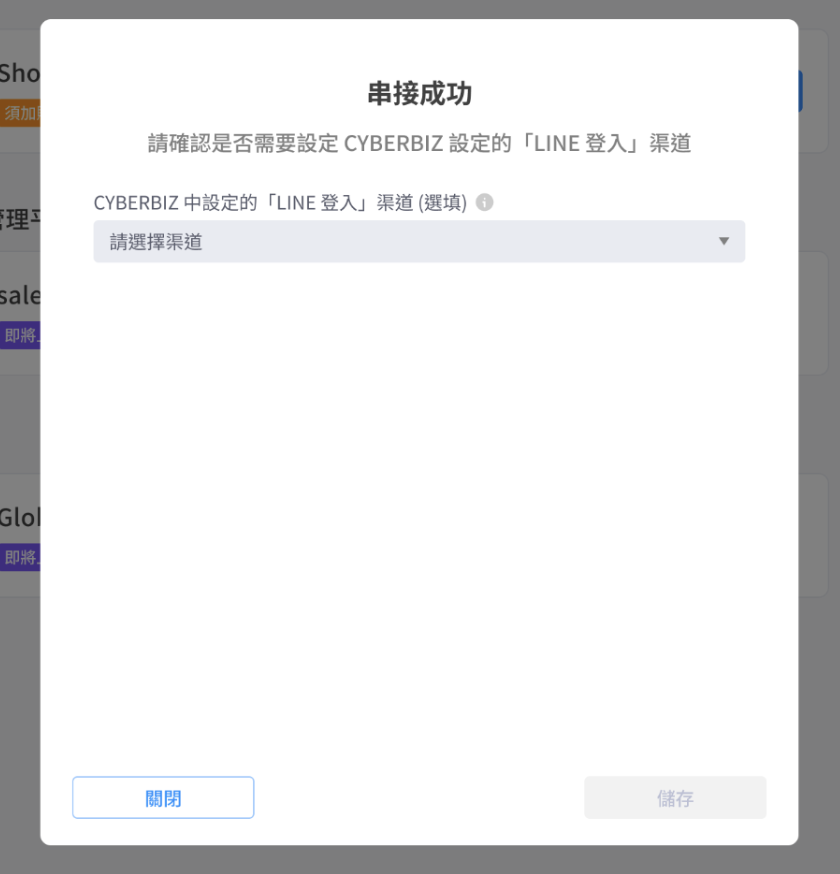 串接成功
請確認是否需要設定 CYBERBIZ 設定的「LINE 登入」渠道
CYBERBIZ 中設定的「LINE 登入」渠道 (選填)
請選擇渠道
關閉
儲存
Sho
須加
管理平
sale
即將
Glo
即將